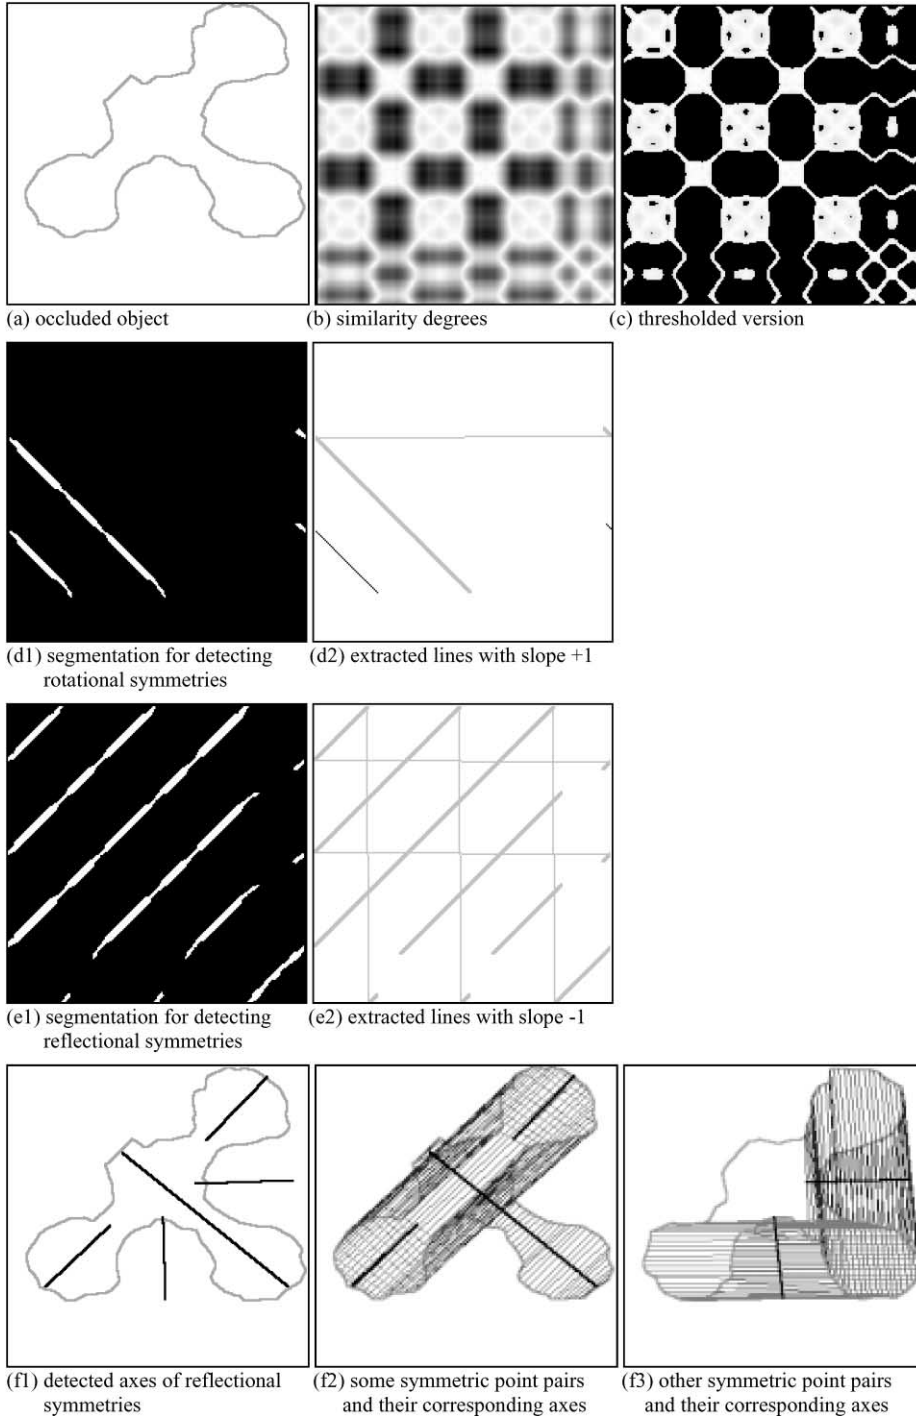 (a) occluded object
(b) similarity degrees
(c) thresholded version
(d1) segmentation for detecting
rotational symmetries
(d2) extracted lines with slope +1
(e1) segmentation for detecting
reflectional symmetries
(e2) extracted lines with slope -1
(f1) detected axes of reflectional
symmetries
(f2) some symmetric point pairs
and their corresponding axes
(f3) other symmetric point pairs
and their corresponding axes